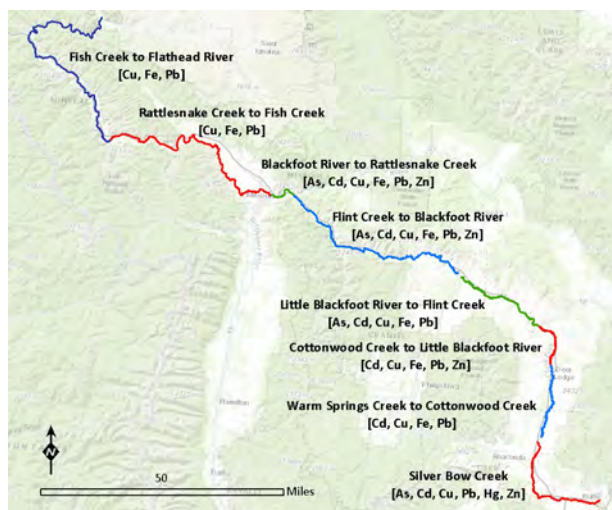 Fish Creek to Flathead River
[Cu, Fe, Pb]
Rattlesnake Creek to Fish Creek
[Cu, Fe, Pb]
Blackfoot River to Rattlesnake Creek
[As, Cd, Cu, Fe, Pb, Zn]
Flint Creek to Blackfoot River
[As, Cd, Cu, Fe, Pb, Zn]
Little Blackfoot River to Flint Creek
[As, Cd, Cu, Fe, Pb]
Cottonwood Creek to Little Blackfoot River
[Cd, Cu, Fe, Pb, Zn]
Warm Springs Creek to Cottonwood Creek
[Cd, Cu, Fe, Pb]
Silver Bow Creek
[As, Cd, Cu, Pb, Hg, Zn]
N
50
Miles
Hamilton
Anaconda